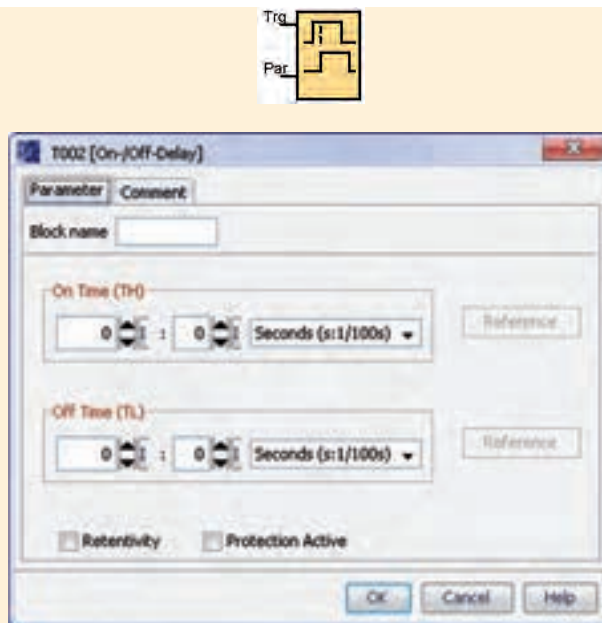 Trg
Par
T002 [On-/Off-Delay]
Parameter Comment
Block name
On Time (TH)
0 : 0 Seconds (s:1/100s)
Reference
Off Time (TL)
0 : 0 Seconds (s:1/100s)
Reference
Retentivity Protection Active
OK Cancel Help